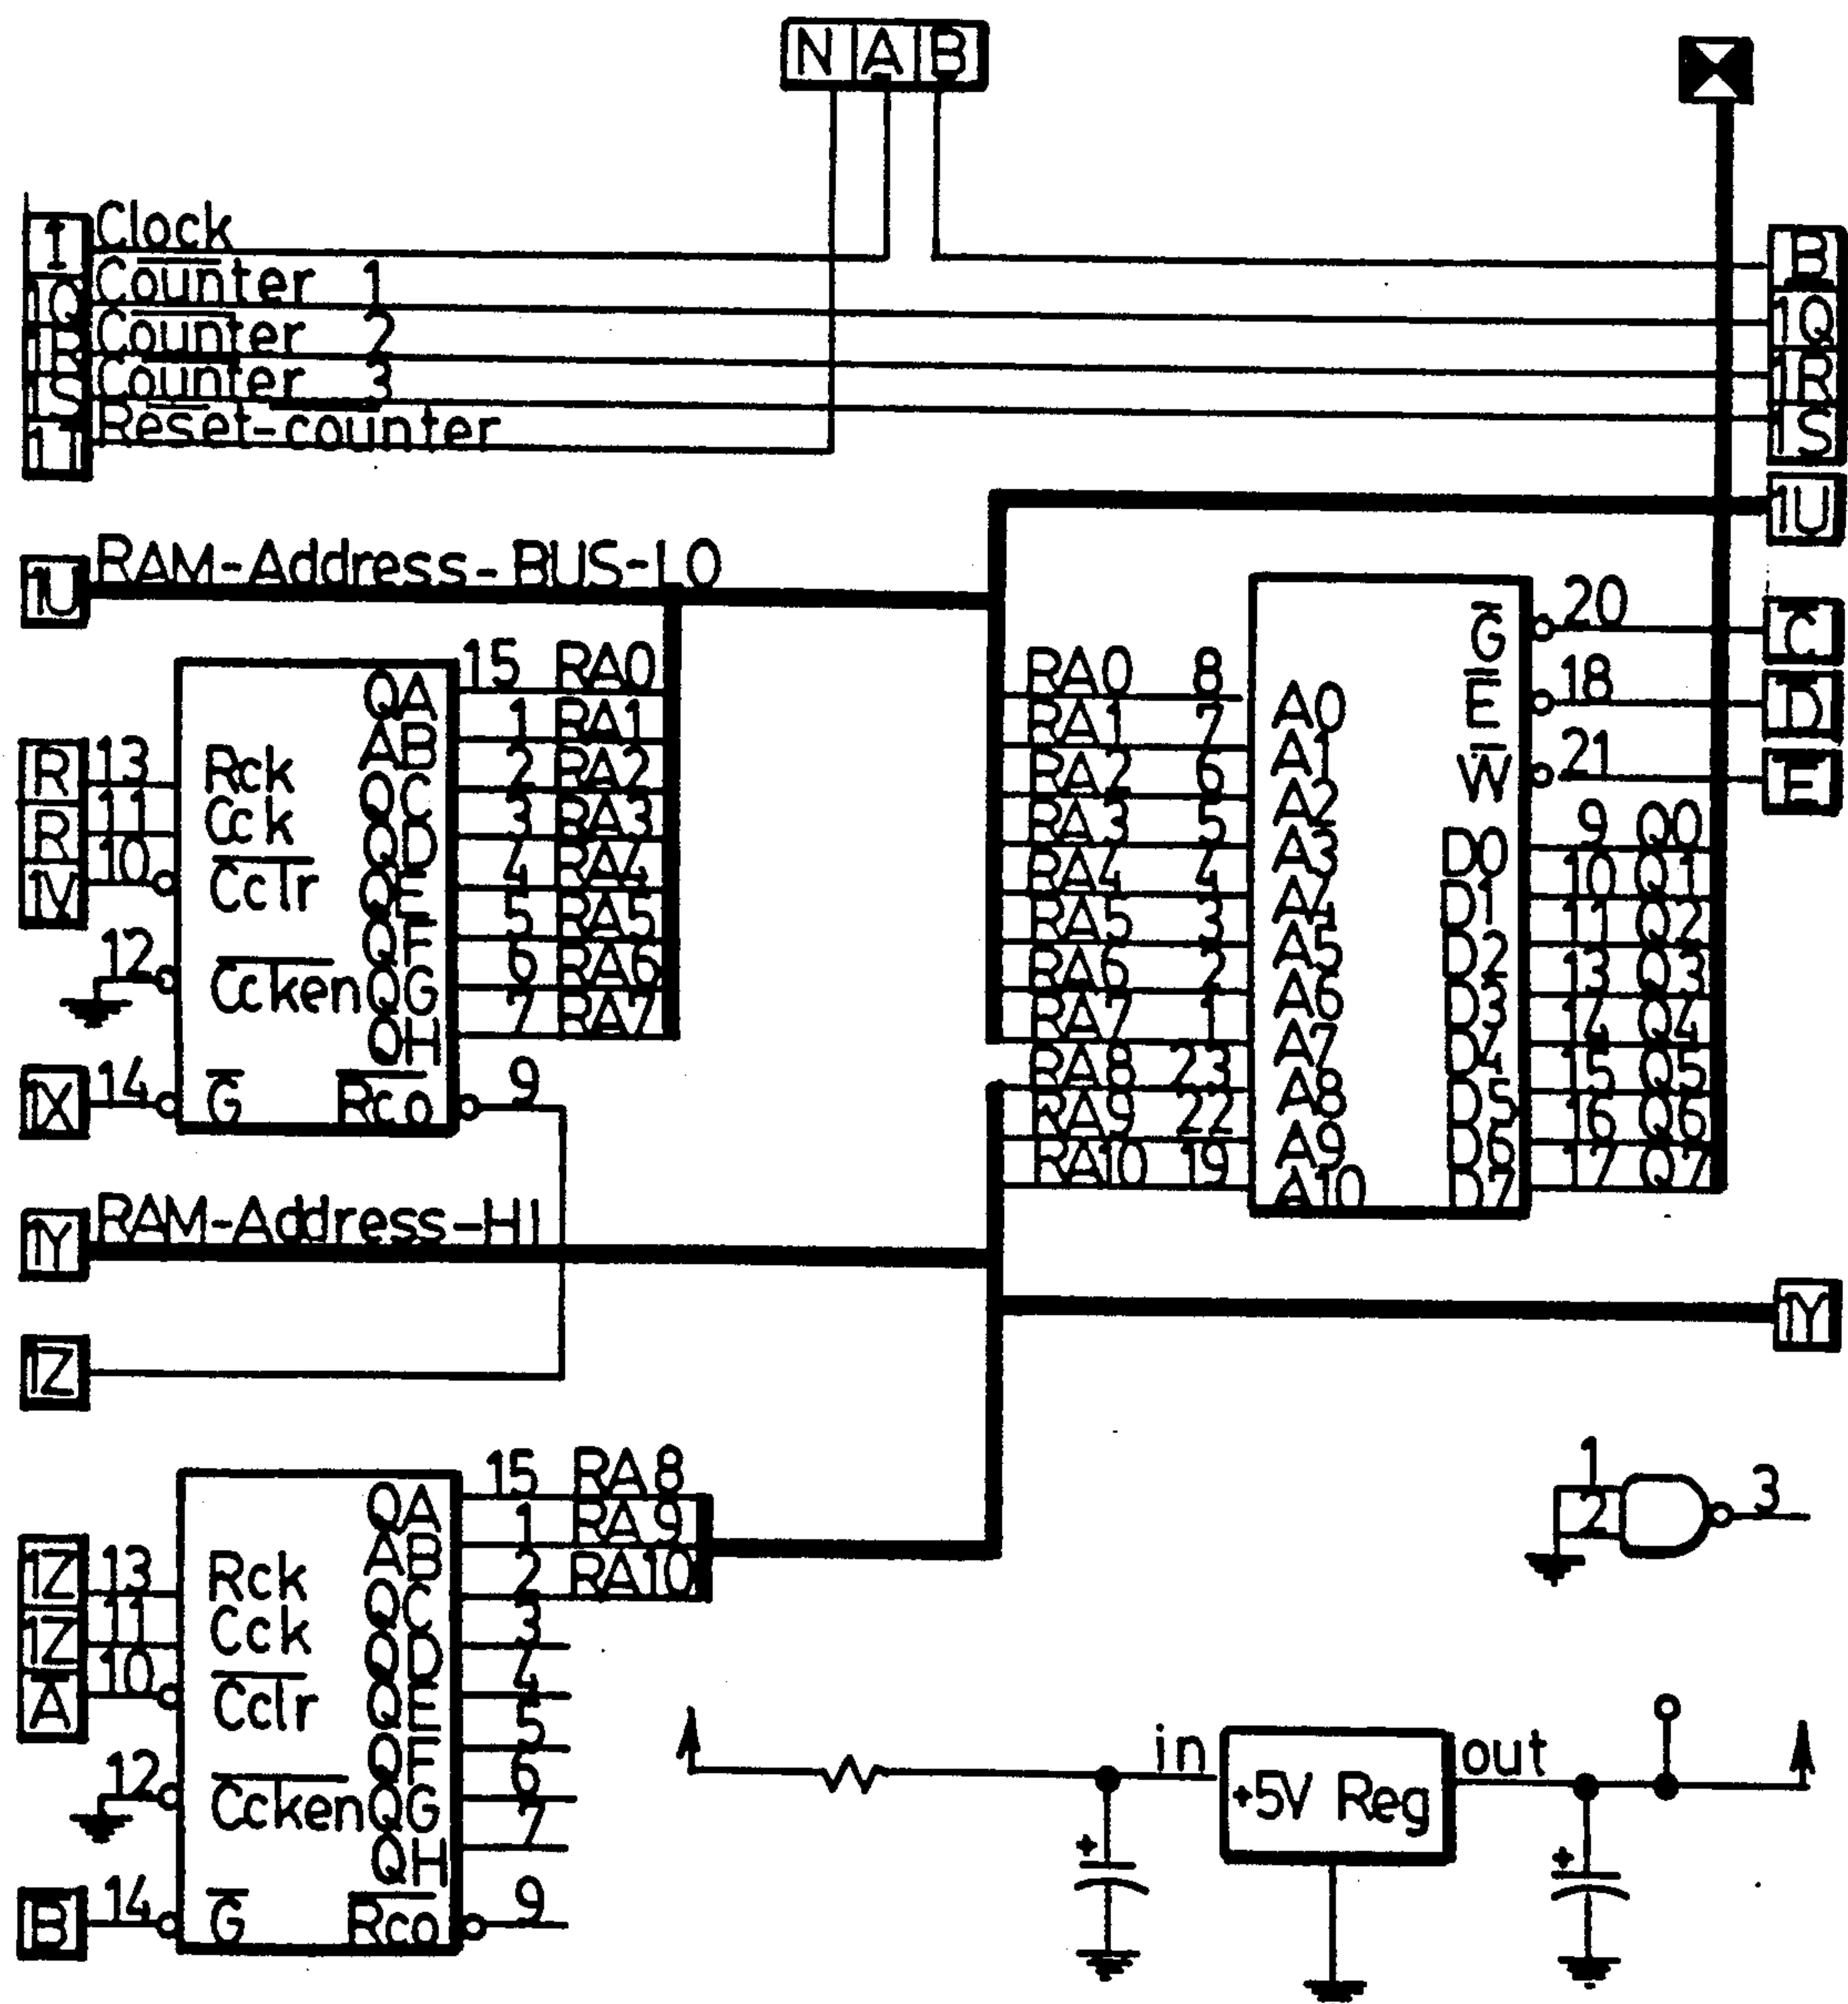 N A B
I Clock
1Q Counter 1
1R Counter 2
1S Counter 3
1T Reset-counter
B
1Q
1R
1S
1U
1U RAM-Address-BUS-LO
QA 15 RA0
AB 1 RA1
R 13 Rck QC 2 RA2
R 11 Cck QD 3 RA3
1V 10 Cclr QE 4 RA4
QF 5 RA5
12 Ccken QG 6 RA6
QH 7 RA7
1X 14 G Rco 9
RA0 8 A0
RA1 7 A1
RA2 6 A2
RA3 5 A3
RA4 4 A4
RA5 3 A5
RA6 2 A6
RA7 1 A7
RA8 23 A8
RA9 22 A9
RA10 19 A10
G 20 C
E 18 D
W 21 E
D0 9 Q0
D1 10 Q1
D2 11 Q2
D3 13 Q3
D4 14 Q4
D5 15 Q5
D6 16 Q6
D7 17 Q7
1Y RAM-Address-HI
1Y
1Z
QA 15 RA8
AB 1 RA9
1Z 13 Rck QC 2 RA10
1Z 11 Cck QD 3
A 10 Cclr QE 4
QF 5
12 Ccken QG 6
QH 7
B 14 G Rco 9
1
2 3
in +5V Reg out
+ +